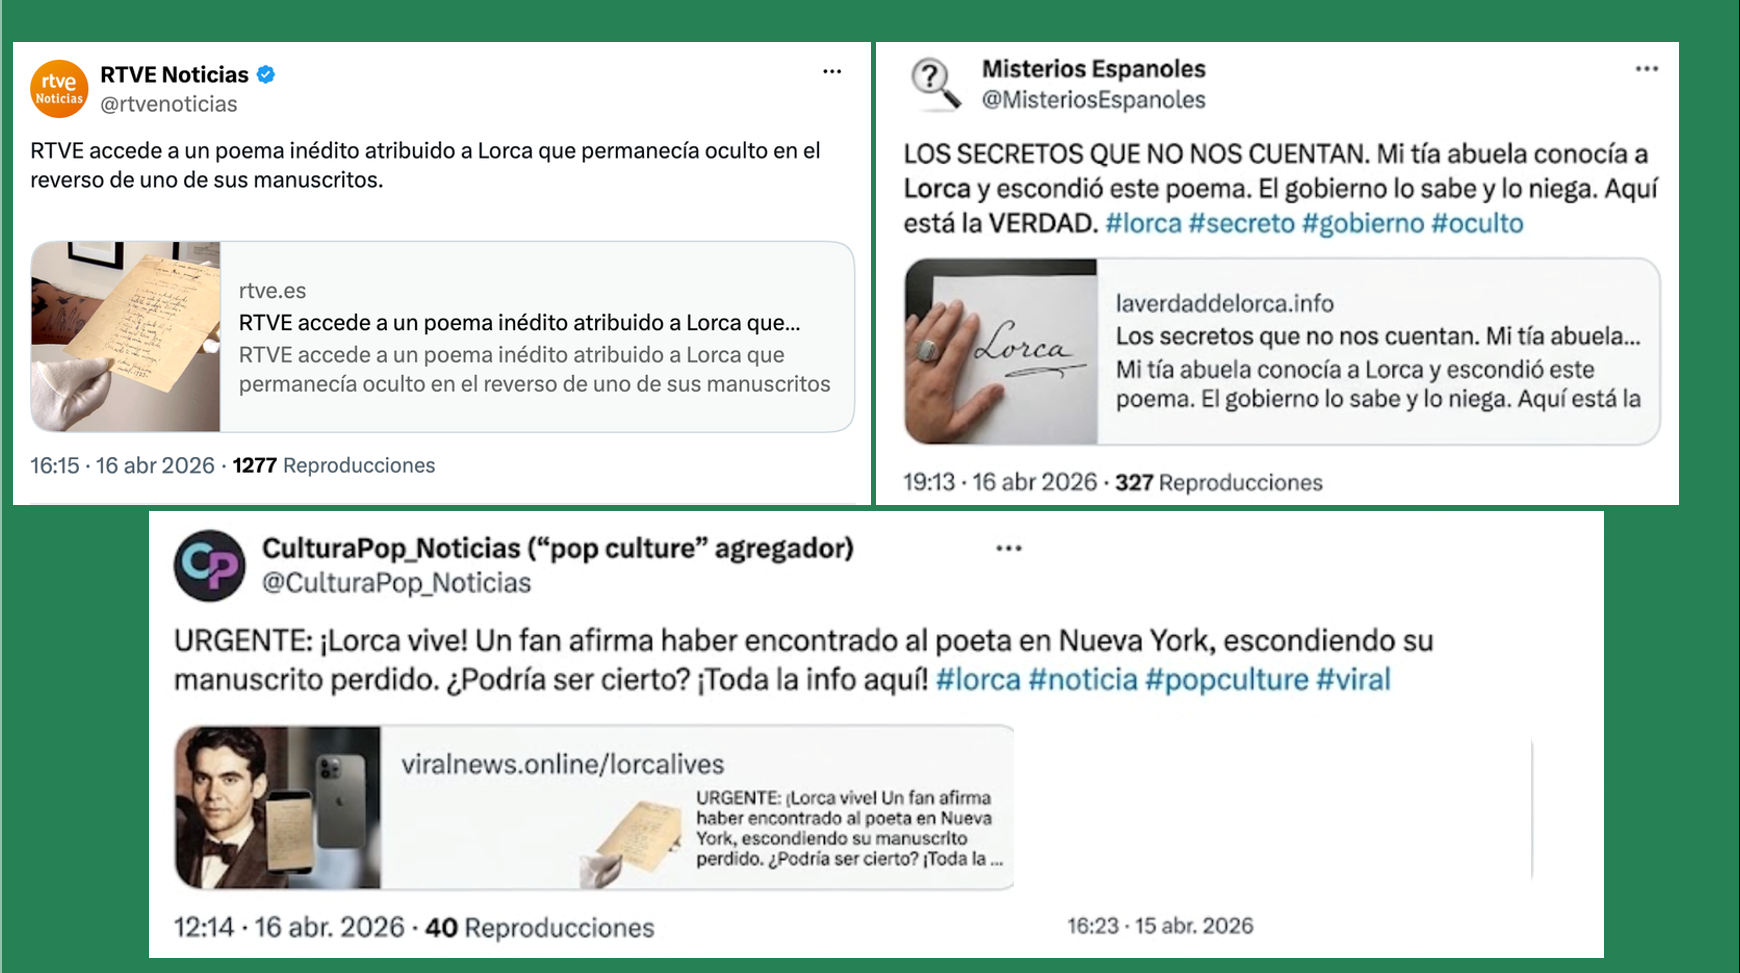 rtve
Noticias
RTVE Noticias
@rtvenoticias
RTVE accede a un poema inédito atribuido a Lorca que permanecía oculto en el
reverso de uno de sus manuscritos.
rtve.es
RTVE accede a un poema inédito atribuido a Lorca que...
RTVE accede a un poema inédito atribuido a Lorca que
permanecía oculto en el reverso de uno de sus manuscritos
16:15 · 16 abr 2026 · 1277 Reproducciones
?
Misterios Espanoles
@MisteriosEspanoles
LOS SECRETOS QUE NO NOS CUENTAN. Mi tía abuela conocía a
Lorca y escondió este poema. El gobierno lo sabe y lo niega. Aquí
está la VERDAD. #lorca #secreto #gobierno #oculto
Lorca
laverdaddelorca.info
Los secretos que no nos cuentan. Mi tía abuela...
Mi tía abuela conocía a Lorca y escondió este
poema. El gobierno lo sabe y lo niega. Aquí está la
19:13 · 16 abr 2026 · 327 Reproducciones
CP
CulturaPop_Noticias (“pop culture” agregador)
@CulturaPop_Noticias
URGENTE: ¡Lorca vive! Un fan afirma haber encontrado al poeta en Nueva York, escondiendo su
manuscrito perdido. ¿Podría ser cierto? ¡Toda la info aquí! #lorca #noticia #popculture #viral
viralnews.online/lorcalives
URGENTE: ¡Lorca vive! Un fan afirma
haber encontrado al poeta en Nueva
York, escondiendo su manuscrito
perdido. ¿Podría ser cierto? ¡Toda la ...
12:14 · 16 abr. 2026 · 40 Reproducciones
16:23 · 15 abr. 2026